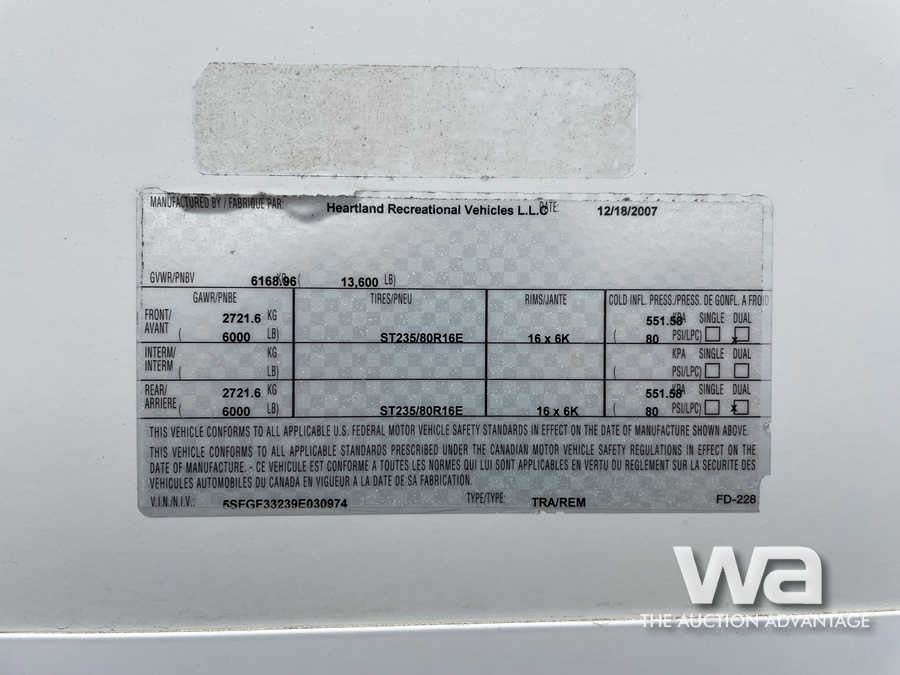 MANUFACTURED BY / FABRIQUE PAR: Heartland Recreational Vehicles L.L.C DATE: 12/18/2007
GVWR/PNBV 6168.96 KG ( 13,600 LB)
GAWR/PNBE TIRES/PNEU RIMS/JANTE COLD INFL. PRESS./PRESS. DE GONFL. A FROID
FRONT/ 2721.6 KG 551.58 KPA SINGLE DUAL
AVANT ( 6000 LB) ST235/80R16E 16 x 6K ( 80 PSI/LPC) x
INTERM/ KG KPA SINGLE DUAL
INTERM ( LB) ( PSI/LPC)
REAR/ 2721.6 KG 551.58 KPA SINGLE DUAL
ARRIERE ( 6000 LB) ST235/80R16E 16 x 6K ( 80 PSI/LPC) x
THIS VEHICLE CONFORMS TO ALL APPLICABLE U.S. FEDERAL MOTOR VEHICLE SAFETY STANDARDS IN EFFECT ON THE DATE OF MANUFACTURE SHOWN ABOVE.
THIS VEHICLE CONFORMS TO ALL APPLICABLE STANDARDS PRESCRIBED UNDER THE CANADIAN MOTOR VEHICLE SAFETY REGULATIONS IN EFFECT ON THE
DATE OF MANUFACTURE. - CE VEHICULE EST CONFORME A TOUTES LES NORMES QUI LUI SONT APPLICABLES EN VERTU DU REGLEMENT SUR LA SECURITE DES
VEHICULES AUTOMOBILES DU CANADA EN VIGUEUR A LA DATE DE SA FABRICATION.
V.I.N./N.I.V.: 5SFGF33239E030974 TYPE/TYPE: TRA/REM FD-228
wa
THE AUCTION ADVANTAGE